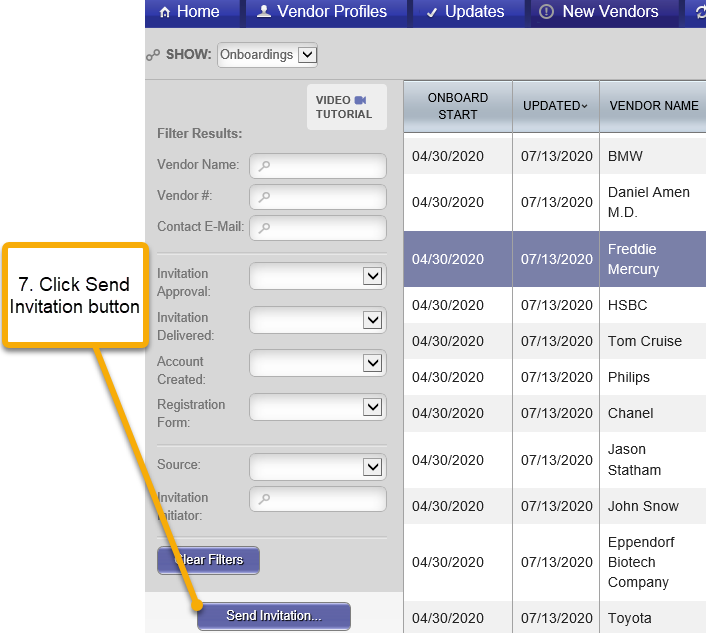 Home
Vendor Profiles
Updates
New Vendors
SHOW: Onboardings
VIDEO
TUTORIAL
Filter Results:
Vendor Name:
Vendor #:
Contact E-Mail:
Invitation
Approval:
Invitation
Delivered:
Account
Created:
Registration
Form:
Source:
Invitation
Initiator:
Clear Filters
Send Invitation...
7. Click Send
Invitation button
ONBOARD
START
UPDATED
VENDOR NAME
04/30/2020 07/13/2020 BMW
04/30/2020 07/13/2020 Daniel Amen
M.D.
04/30/2020 07/13/2020 Freddie
Mercury
04/30/2020 07/13/2020 HSBC
04/30/2020 07/13/2020 Tom Cruise
04/30/2020 07/13/2020 Philips
04/30/2020 07/13/2020 Chanel
04/30/2020 07/13/2020 Jason
Statham
04/30/2020 07/13/2020 John Snow
04/30/2020 07/13/2020 Eppendorf
Biotech
Company
04/30/2020 07/13/2020 Toyota